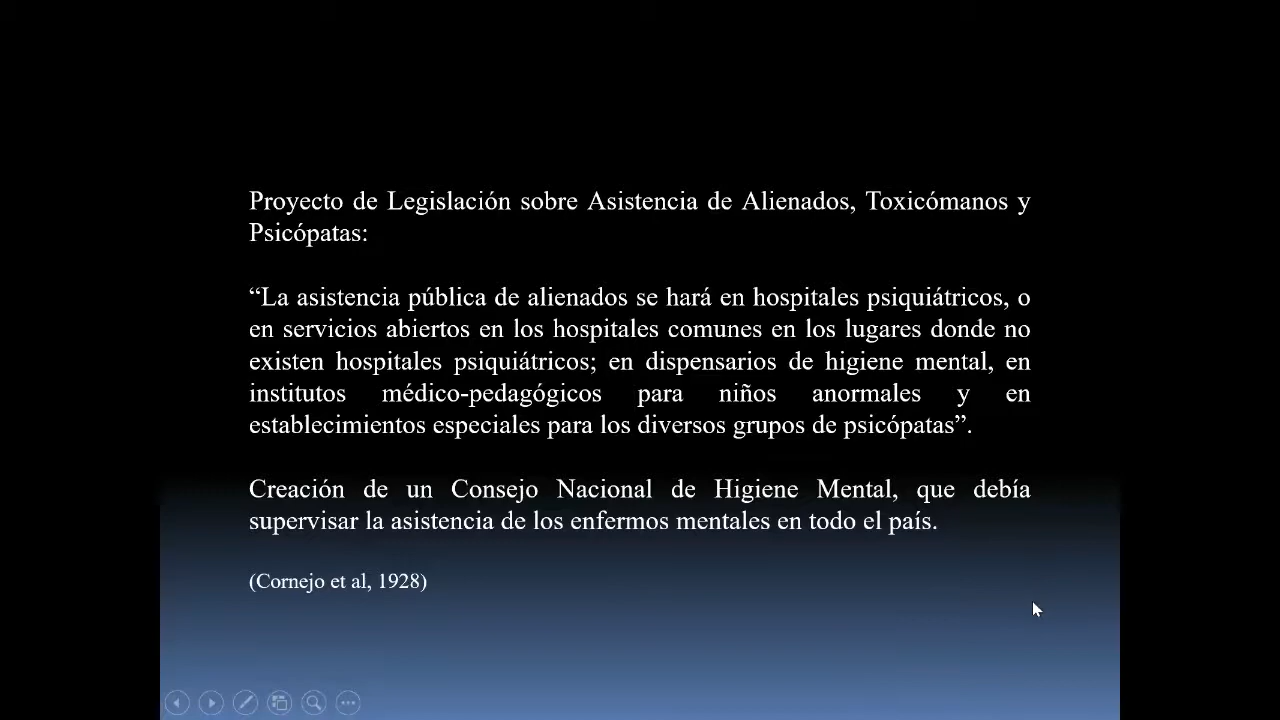 Proyecto de Legislación sobre Asistencia de Alienados, Toxicómanos y
Psicópatas:
“La asistencia pública de alienados se hará en hospitales psiquiátricos, o
en servicios abiertos en los hospitales comunes en los lugares donde no
existen hospitales psiquiátricos; en dispensarios de higiene mental, en
institutos médico-pedagógicos para niños anormales y en
establecimientos especiales para los diversos grupos de psicópatas”.
Creación de un Consejo Nacional de Higiene Mental, que debía
supervisar la asistencia de los enfermos mentales en todo el país.
(Cornejo et al, 1928)